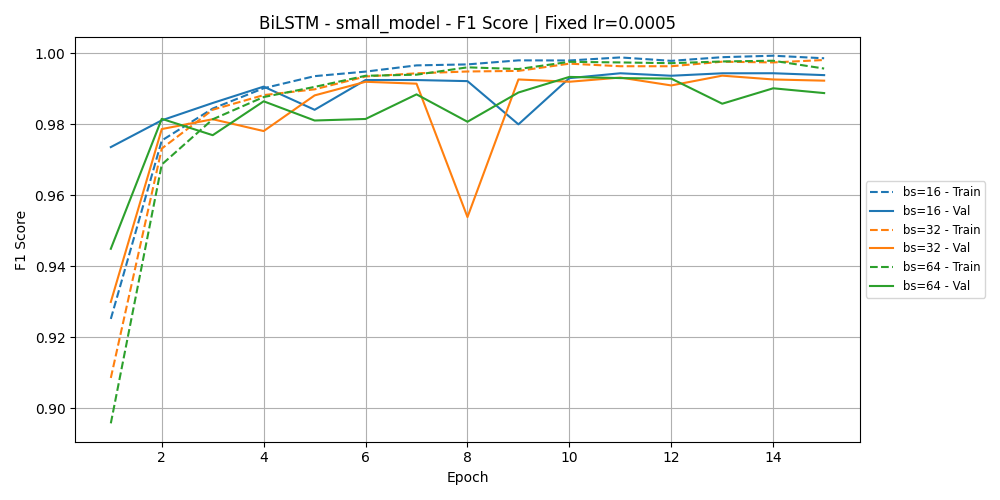 BiLSTM - small_model - F1 Score | Fixed lr=0.0005
F1 Score
1.00
0.98
0.96
0.94
0.92
0.90
2
4
6
8
10
12
14
Epoch
bs=16 - Train
bs=16 - Val
bs=32 - Train
bs=32 - Val
bs=64 - Train
bs=64 - Val